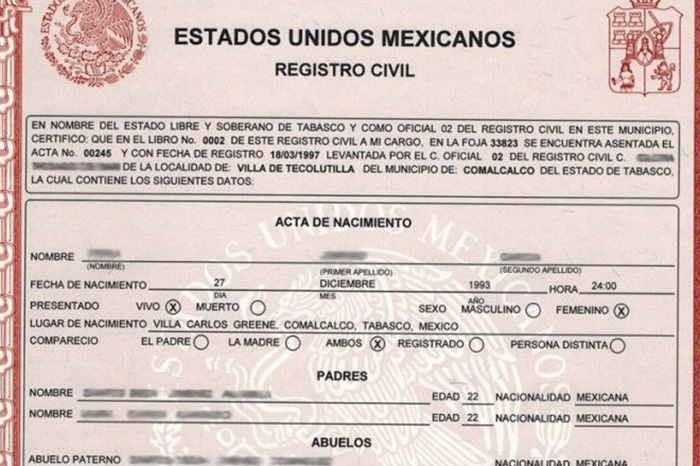 ESTADOS UNIDOS MEXICANOS
REGISTRO CIVIL
EN NOMBRE DEL ESTADO LIBRE Y SOBERANO DE TABASCO Y COMO OFICIAL 02 DEL REGISTRO CIVIL EN ESTE MUNICIPIO,
CERTIFICO: QUE EN EL LIBRO No. 0002 DE ESTE REGISTRO CIVIL A MI CARGO, EN LA FOJA 33823 SE ENCUENTRA ASENTADA EL
ACTA No. 00245 Y CON FECHA DE REGISTRO 18/03/1997 LEVANTADA POR EL C. OFICIAL 02 DEL REGISTRO CIVIL C.
DE LA LOCALIDAD DE: VILLA DE TECOLUTILLA DEL MUNICIPIO DE: COMALCALCO DEL ESTADO DE TABASCO,
LA CUAL CONTIENE LOS SIGUIENTES DATOS:
ACTA DE NACIMIENTO
NOMBRE
(NOMBRE) (PRIMER APELLIDO) (SEGUNDO APELLIDO)
FECHA DE NACIMIENTO 27 DICIEMBRE 1993 HORA 24:00
DIA MES AÑO
PRESENTADO VIVO X MUERTO SEXO MASCULINO FEMENINO X
LUGAR DE NACIMIENTO VILLA CARLOS GREENE, COMALCALCO, TABASCO, MEXICO
COMPARECIO EL PADRE LA MADRE AMBOS X REGISTRADO PERSONA DISTINTA
PADRES
NOMBRE EDAD 22 NACIONALIDAD MEXICANA
NOMBRE EDAD 22 NACIONALIDAD MEXICANA
ABUELOS
ABUELO PATERNO NACIONALIDAD MEXICANA